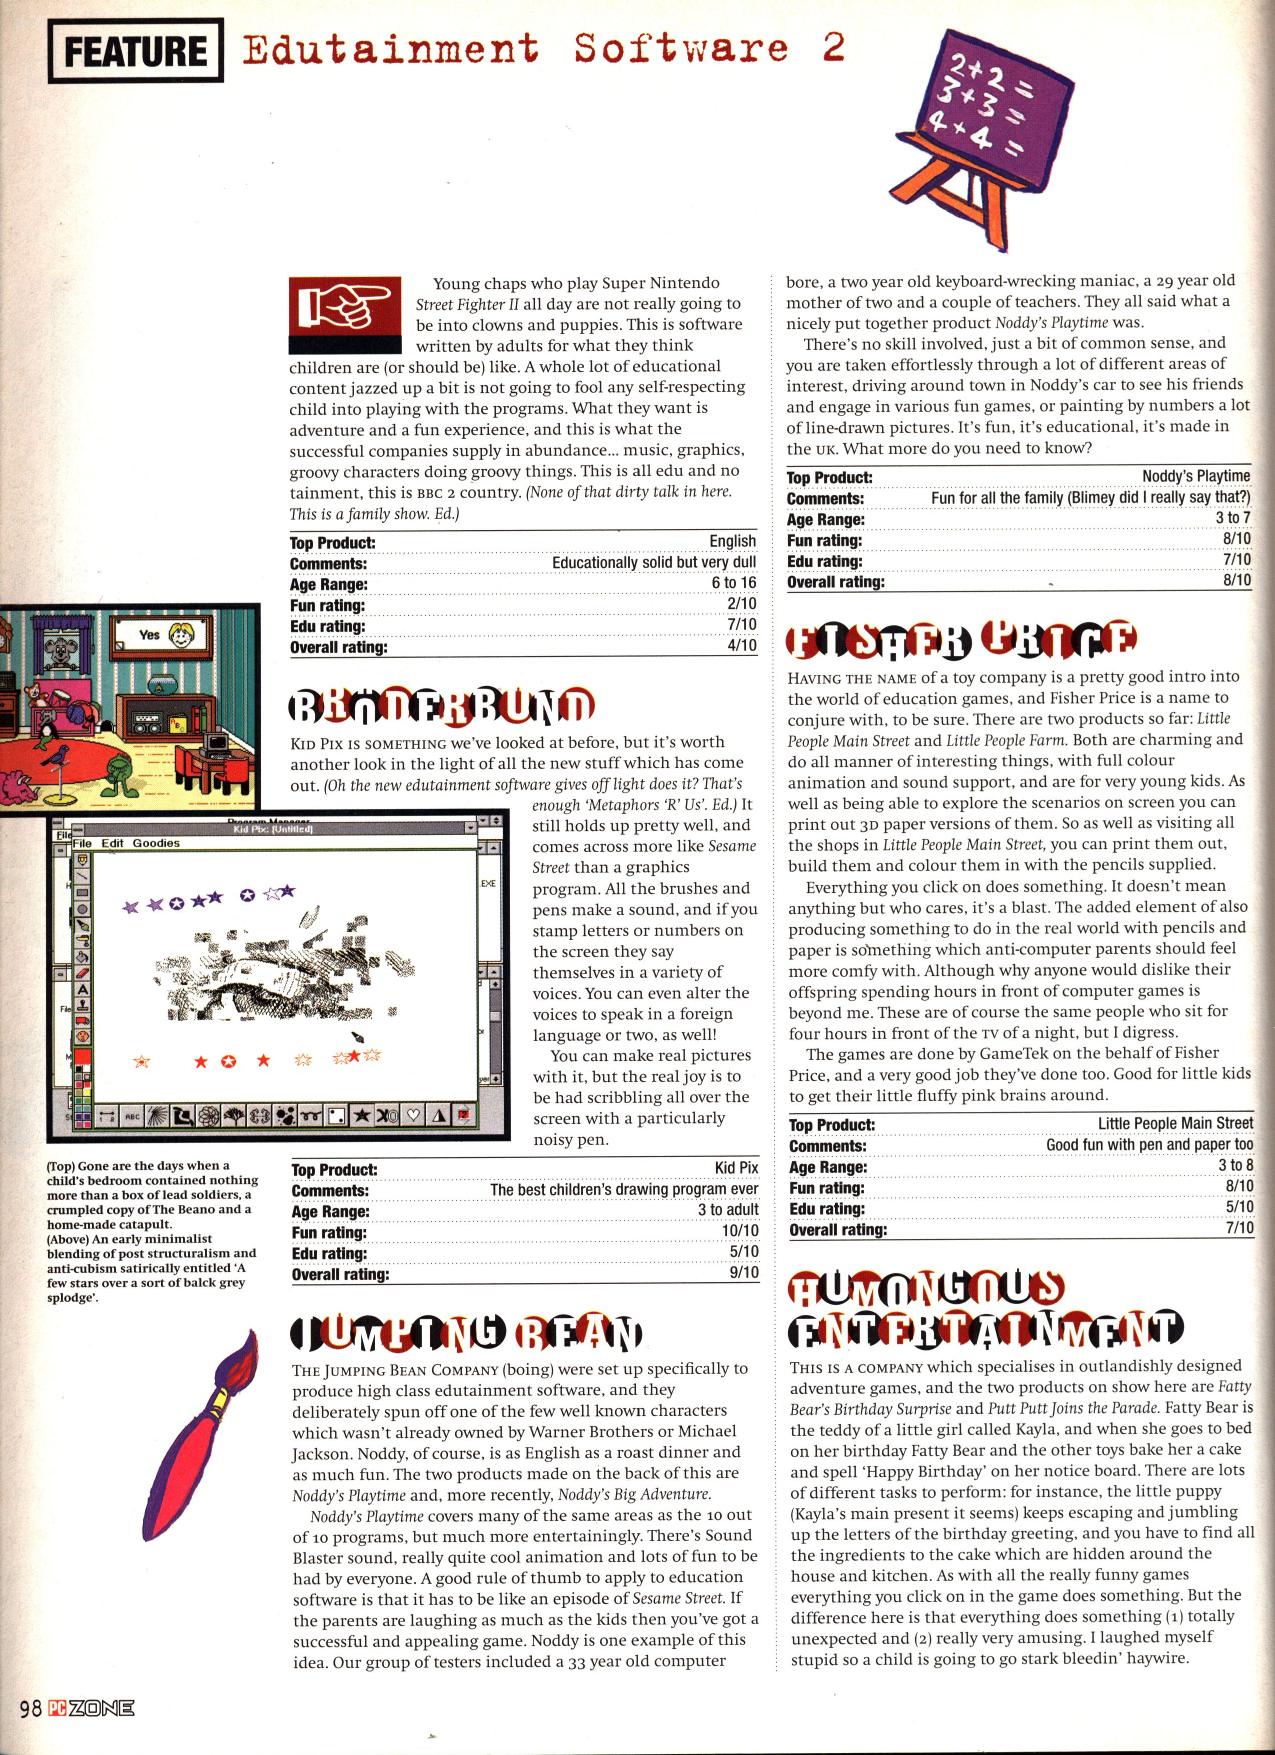 FEATURE
Edutainment Software 2
2+2=
3+3=
4+4=
Young chaps who play Super Nintendo
Street Fighter II all day are not really going to
be into clowns and puppies. This is software
written by adults for what they think
children are (or should be) like. A whole lot of educational
content jazzed up a bit is not going to fool any self-respecting
child into playing with the programs. What they want is
adventure and a fun experience, and this is what the
successful companies supply in abundance... music, graphics,
groovy characters doing groovy things. This is all edu and no
tainment, this is BBC 2 country. (None of that dirty talk in here.
This is a family show. Ed.)
Top Product: English
Comments: Educationally solid but very dull
Age Range: 6 to 16
Fun rating: 2/10
Edu rating: 7/10
Overall rating: 4/10
BRÖDERBUND
KID PIX IS SOMETHING we've looked at before, but it's worth
another look in the light of all the new stuff which has come
out. (Oh the new edutainment software gives off light does it? That's
enough 'Metaphors 'R' Us'. Ed.) It
still holds up pretty well, and
comes across more like Sesame
Street than a graphics
program. All the brushes and
pens make a sound, and if you
stamp letters or numbers on
the screen they say
themselves in a variety of
voices. You can even alter the
voices to speak in a foreign
language or two, as well!
You can make real pictures
with it, but the real joy is to
be had scribbling all over the
screen with a particularly
noisy pen.
Top Product: Kid Pix
Comments: The best children's drawing program ever
Age Range: 3 to adult
Fun rating: 10/10
Edu rating: 5/10
Overall rating: 9/10
Yes
Program Manager
File
Kid Pix: [Untitled]
File Edit Goodies
.EXE
A
ABC
(Top) Gone are the days when a
child's bedroom contained nothing
more than a box of lead soldiers, a
crumpled copy of The Beano and a
home-made catapult.
(Above) An early minimalist
blending of post structuralism and
anti-cubism satirically entitled 'A
few stars over a sort of balck grey
splodge'.
JUMPING BEAN
THE JUMPING BEAN COMPANY (boing) were set up specifically to
produce high class edutainment software, and they
deliberately spun off one of the few well known characters
which wasn't already owned by Warner Brothers or Michael
Jackson. Noddy, of course, is as English as a roast dinner and
as much fun. The two products made on the back of this are
Noddy's Playtime and, more recently, Noddy's Big Adventure.
Noddy's Playtime covers many of the same areas as the 10 out
of 10 programs, but much more entertainingly. There's Sound
Blaster sound, really quite cool animation and lots of fun to be
had by everyone. A good rule of thumb to apply to education
software is that it has to be like an episode of Sesame Street. If
the parents are laughing as much as the kids then you've got a
successful and appealing game. Noddy is one example of this
idea. Our group of testers included a 33 year old computer
bore, a two year old keyboard-wrecking maniac, a 29 year old
mother of two and a couple of teachers. They all said what a
nicely put together product Noddy's Playtime was.
There's no skill involved, just a bit of common sense, and
you are taken effortlessly through a lot of different areas of
interest, driving around town in Noddy's car to see his friends
and engage in various fun games, or painting by numbers a lot
of line-drawn pictures. It's fun, it's educational, it's made in
the UK. What more do you need to know?
Top Product: Noddy's Playtime
Comments: Fun for all the family (Blimey did I really say that?)
Age Range: 3 to 7
Fun rating: 8/10
Edu rating: 7/10
Overall rating: 8/10
FISHER PRICE
HAVING THE NAME of a toy company is a pretty good intro into
the world of education games, and Fisher Price is a name to
conjure with, to be sure. There are two products so far: Little
People Main Street and Little People Farm. Both are charming and
do all manner of interesting things, with full colour
animation and sound support, and are for very young kids. As
well as being able to explore the scenarios on screen you can
print out 3D paper versions of them. So as well as visiting all
the shops in Little People Main Street, you can print them out,
build them and colour them in with the pencils supplied.
Everything you click on does something. It doesn't mean
anything but who cares, it's a blast. The added element of also
producing something to do in the real world with pencils and
paper is something which anti-computer parents should feel
more comfy with. Although why anyone would dislike their
offspring spending hours in front of computer games is
beyond me. These are of course the same people who sit for
four hours in front of the TV of a night, but I digress.
The games are done by GameTek on the behalf of Fisher
Price, and a very good job they've done too. Good for little kids
to get their little fluffy pink brains around.
Top Product: Little People Main Street
Comments: Good fun with pen and paper too
Age Range: 3 to 8
Fun rating: 8/10
Edu rating: 5/10
Overall rating: 7/10
HUMONGOUS
ENTERTAINMENT
THIS IS A COMPANY which specialises in outlandishly designed
adventure games, and the two products on show here are Fatty
Bear's Birthday Surprise and Putt Putt Joins the Parade. Fatty Bear is
the teddy of a little girl called Kayla, and when she goes to bed
on her birthday Fatty Bear and the other toys bake her a cake
and spell 'Happy Birthday' on her notice board. There are lots
of different tasks to perform: for instance, the little puppy
(Kayla's main present it seems) keeps escaping and jumbling
up the letters of the birthday greeting, and you have to find all
the ingredients to the cake which are hidden around the
house and kitchen. As with all the really funny games
everything you click on in the game does something. But the
difference here is that everything does something (1) totally
unexpected and (2) really very amusing. I laughed myself
stupid so a child is going to go stark bleedin' haywire.
98 PC ZONE